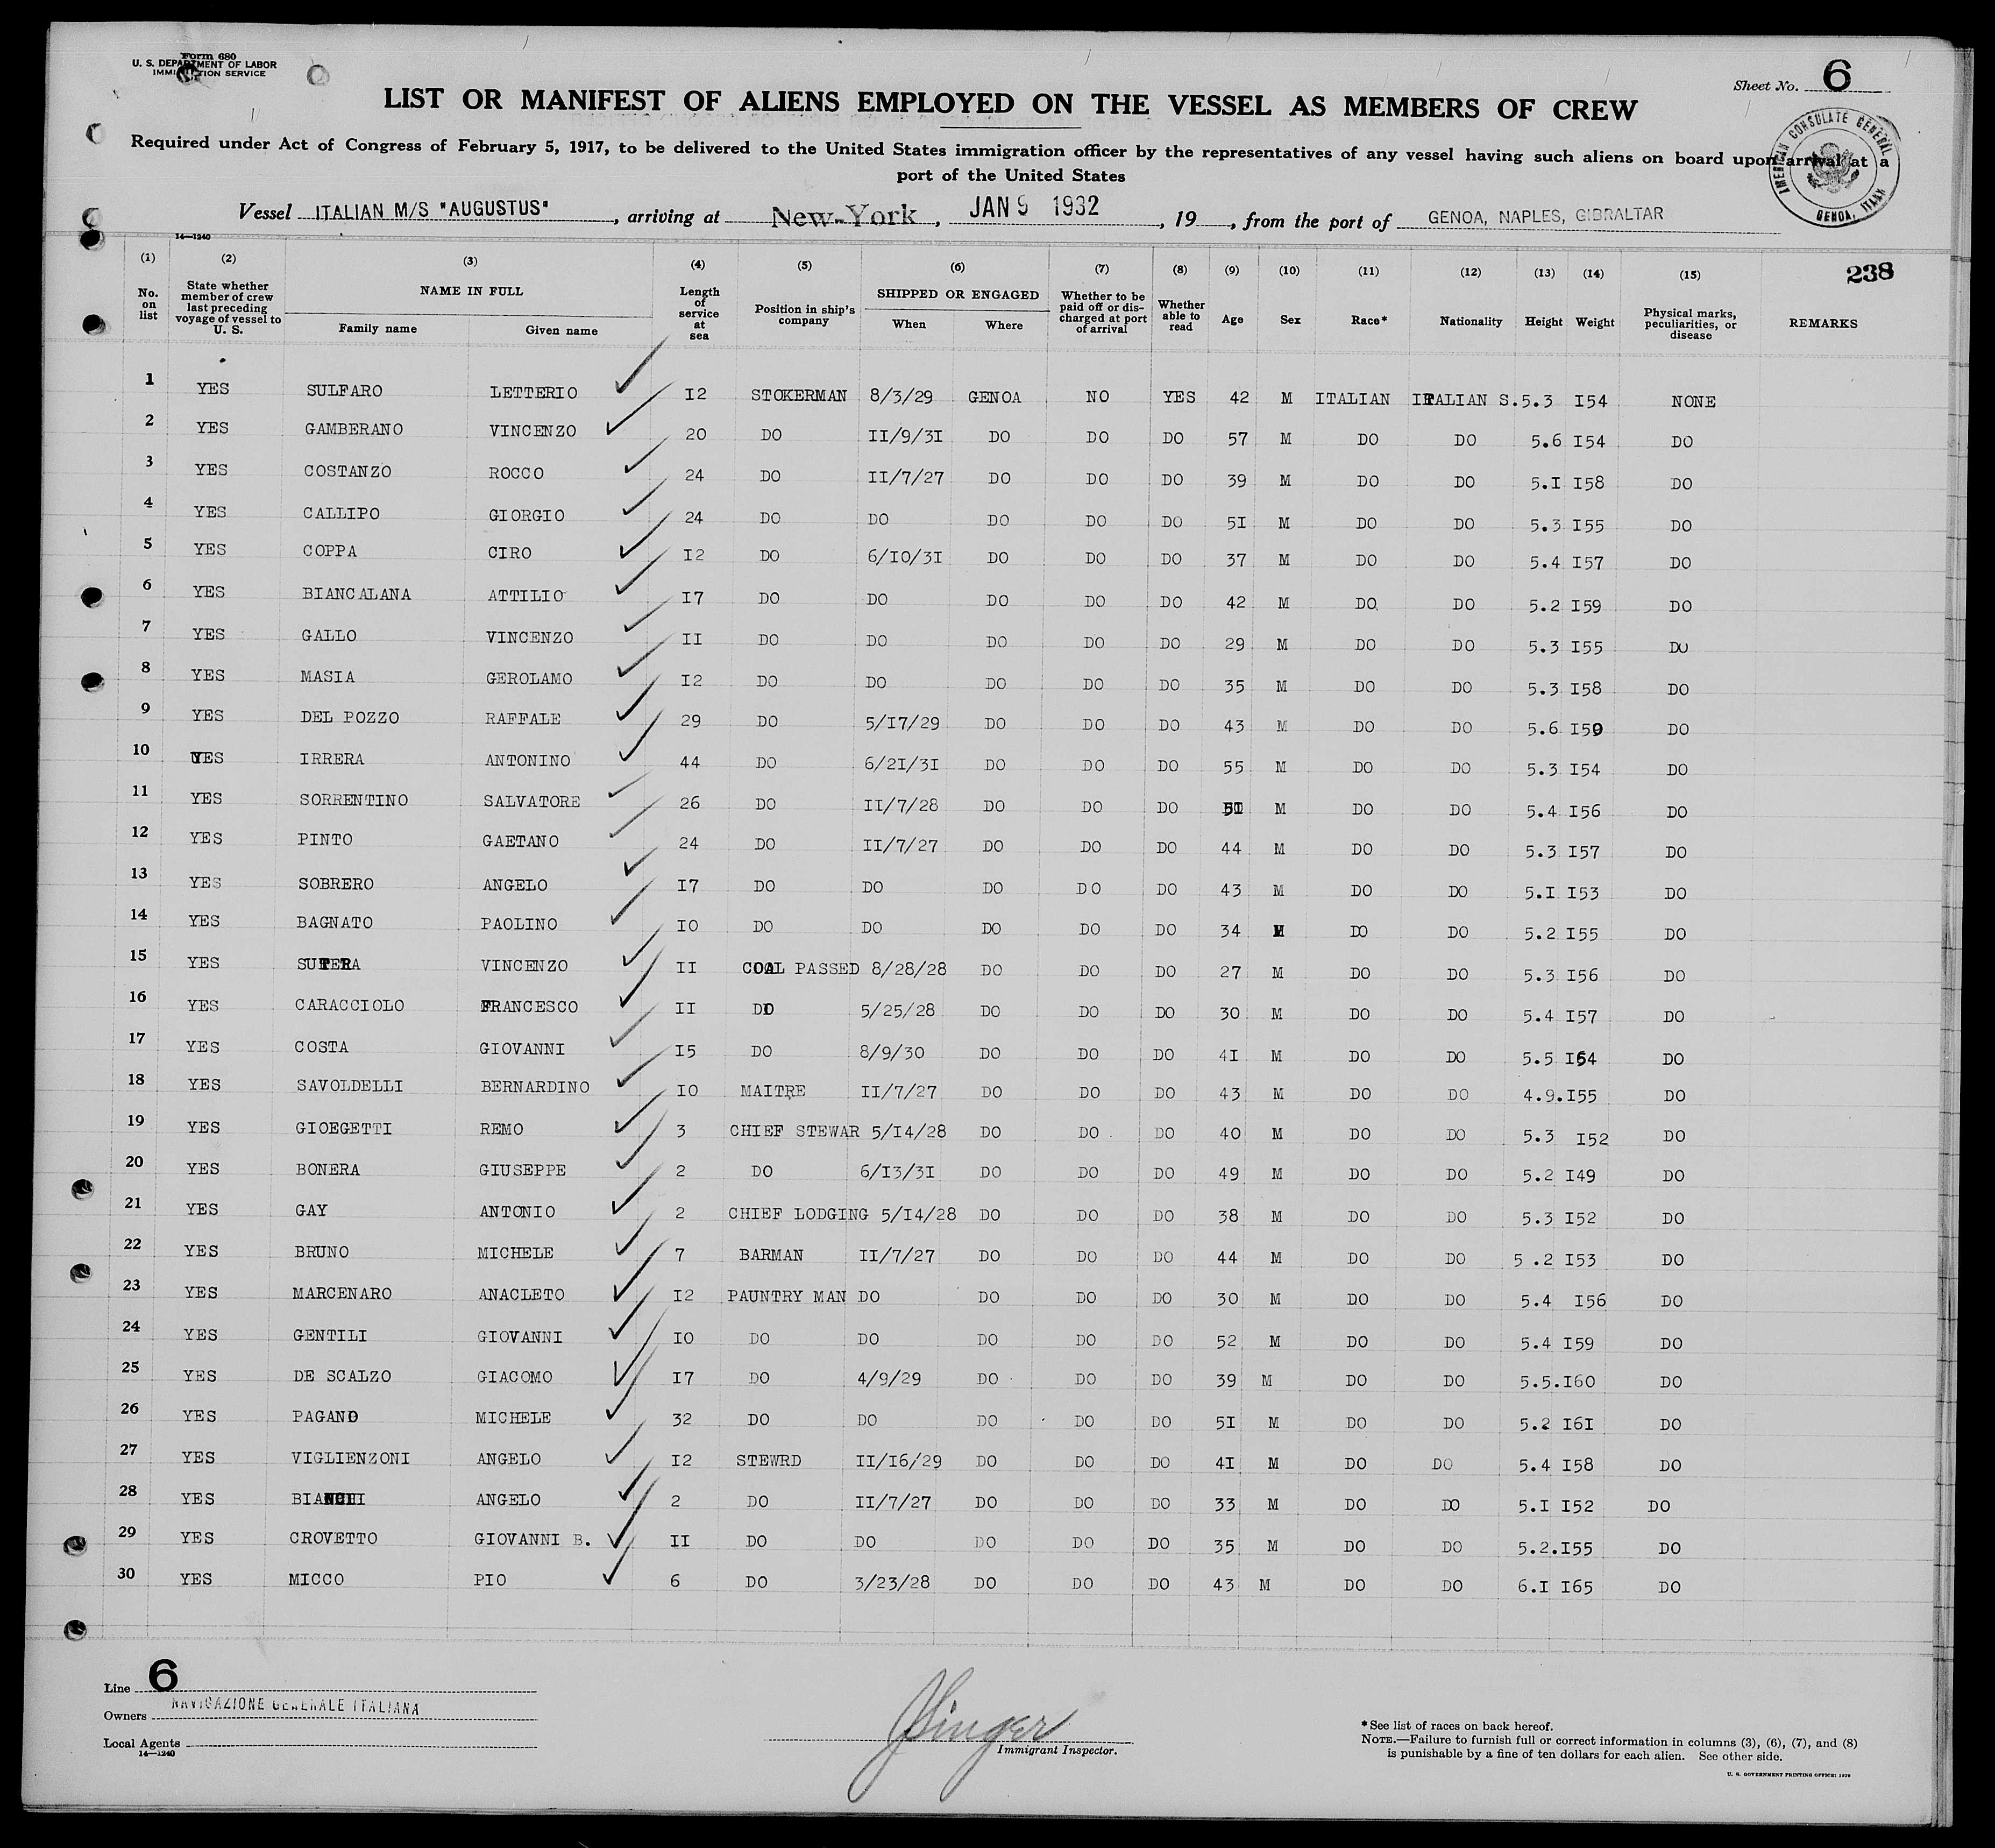 Form 680
U. S. DEPARTMENT OF LABOR
IMMIGRATION SERVICE
Sheet No. 6
LIST OR MANIFEST OF ALIENS EMPLOYED ON THE VESSEL AS MEMBERS OF CREW
AMERICAN CONSULATE GENERAL GENOA, ITALY
Required under Act of Congress of February 5, 1917, to be delivered to the United States immigration officer by the representatives of any vessel having such aliens on board upon arrival at a
port of the United States
Vessel ITALIAN M/S "AUGUSTUS", arriving at New-York, JAN 9 1932, 19, from the port of GENOA, NAPLES, GIBRALTAR
14—1240
238
(1) No. on list (2) State whether member of crew last preceding voyage of vessel to U. S. (3) NAME IN FULL Family name Given name (4) Length of service at sea (5) Position in ship's company (6) SHIPPED OR ENGAGED When Where (7) Whether to be paid off or discharged at port of arrival (8) Whether able to read (9) Age (10) Sex (11) Race* (12) Nationality (13) Height (14) Weight (15) Physical marks, peculiarities, or disease REMARKS
1 YES SULFARO LETTERIO I2 STOKERMAN 8/3/29 GENOA NO YES 42 M ITALIAN ITALIAN S. 5.3 I54 NONE
2 YES GAMBERANO VINCENZO 20 DO II/9/3I DO DO DO 57 M DO DO 5.6 I54 DO
3 YES COSTANZO ROCCO 24 DO II/7/27 DO DO DO 39 M DO DO 5.I I58 DO
4 YES CALLIPO GIORGIO 24 DO DO DO DO DO 5I M DO DO 5.3 I55 DO
5 YES COPPA CIRO I2 DO 6/I0/3I DO DO DO 37 M DO DO 5.4 I57 DO
6 YES BIANCALANA ATTILIO I7 DO DO DO DO DO 42 M DO DO 5.2 I59 DO
7 YES GALLO VINCENZO II DO DO DO DO DO 29 M DO DO 5.3 I55 DO
8 YES MASIA GEROLAMO I2 DO DO DO DO DO 35 M DO DO 5.3 I58 DO
9 YES DEL POZZO RAFFALE 29 DO 5/I7/29 DO DO DO 43 M DO DO 5.6 I59 DO
10 YES IRRERA ANTONINO 44 DO 6/2I/3I DO DO DO 55 M DO DO 5.3 I54 DO
11 YES SORRENTINO SALVATORE 26 DO II/7/28 DO DO DO M DO DO 5.4 I56 DO
12 YES PINTO GAETANO 24 DO II/7/27 DO DO DO 44 M DO DO 5.3 I57 DO
13 YES SOBRERO ANGELO I7 DO DO DO DO DO 43 M DO DO 5.I I53 DO
14 YES BAGNATO PAOLINO I0 DO DO DO DO DO 34 M DO DO 5.2 I55 DO
15 YES SUTERA VINCENZO II COAL PASSED 8/28/28 DO DO DO 27 M DO DO 5.3 I56 DO
16 YES CARACCIOLO FRANCESCO II DO 5/25/28 DO DO DO 30 M DO DO 5.4 I57 DO
17 YES COSTA GIOVANNI I5 DO 8/9/30 DO DO DO 4I M DO DO 5.5 I64 DO
18 YES SAVOLDELLI BERNARDINO I0 MAITRE II/7/27 DO DO DO 43 M DO DO 4.9. I55 DO
19 YES GIOEGETTI REMO 3 CHIEF STEWAR 5/I4/28 DO DO DO 40 M DO DO 5.3 I52 DO
20 YES BONERA GIUSEPPE 2 DO 6/I3/3I DO DO DO 49 M DO DO 5.2 I49 DO
21 YES GAY ANTONIO 2 CHIEF LODGING 5/I4/28 DO DO DO 38 M DO DO 5.3 I52 DO
22 YES BRUNO MICHELE 7 BARMAN II/7/27 DO DO DO 44 M DO DO 5 .2 I53 DO
23 YES MARCENARO ANACLETO I2 PAUNTRY MAN DO DO DO DO 30 M DO DO 5.4 I56 DO
24 YES GENTILI GIOVANNI I0 DO DO DO DO DO 52 M DO DO 5.4 I59 DO
25 YES DE SCALZO GIACOMO I7 DO 4/9/29 DO DO DO 39 M DO DO 5.5. I60 DO
26 YES PAGANO MICHELE 32 DO DO DO DO DO 5I M DO DO 5.2 I6I DO
27 YES VIGLIENZONI ANGELO I2 STEWRD II/I6/29 DO DO DO 4I M DO DO 5.4 I58 DO
28 YES BIANCHI ANGELO 2 DO II/7/27 DO DO DO 33 M DO DO 5.I I52 DO
29 YES CROVETTO GIOVANNI B. II DO DO DO DO DO 35 M DO DO 5.2. I55 DO
30 YES MICCO PIO 6 DO 3/23/28 DO DO DO 43 M DO DO 6.I I65 DO
Line 6
Owners NAVIGAZIONE GENERALE ITALIANA
Local Agents
14—1240
Singer
Immigrant Inspector.
*See list of races on back hereof.
NOTE.—Failure to furnish full or correct information in columns (3), (6), (7), and (8)
is punishable by a fine of ten dollars for each alien. See other side.
U. S. GOVERNMENT PRINTING OFFICE: 1929